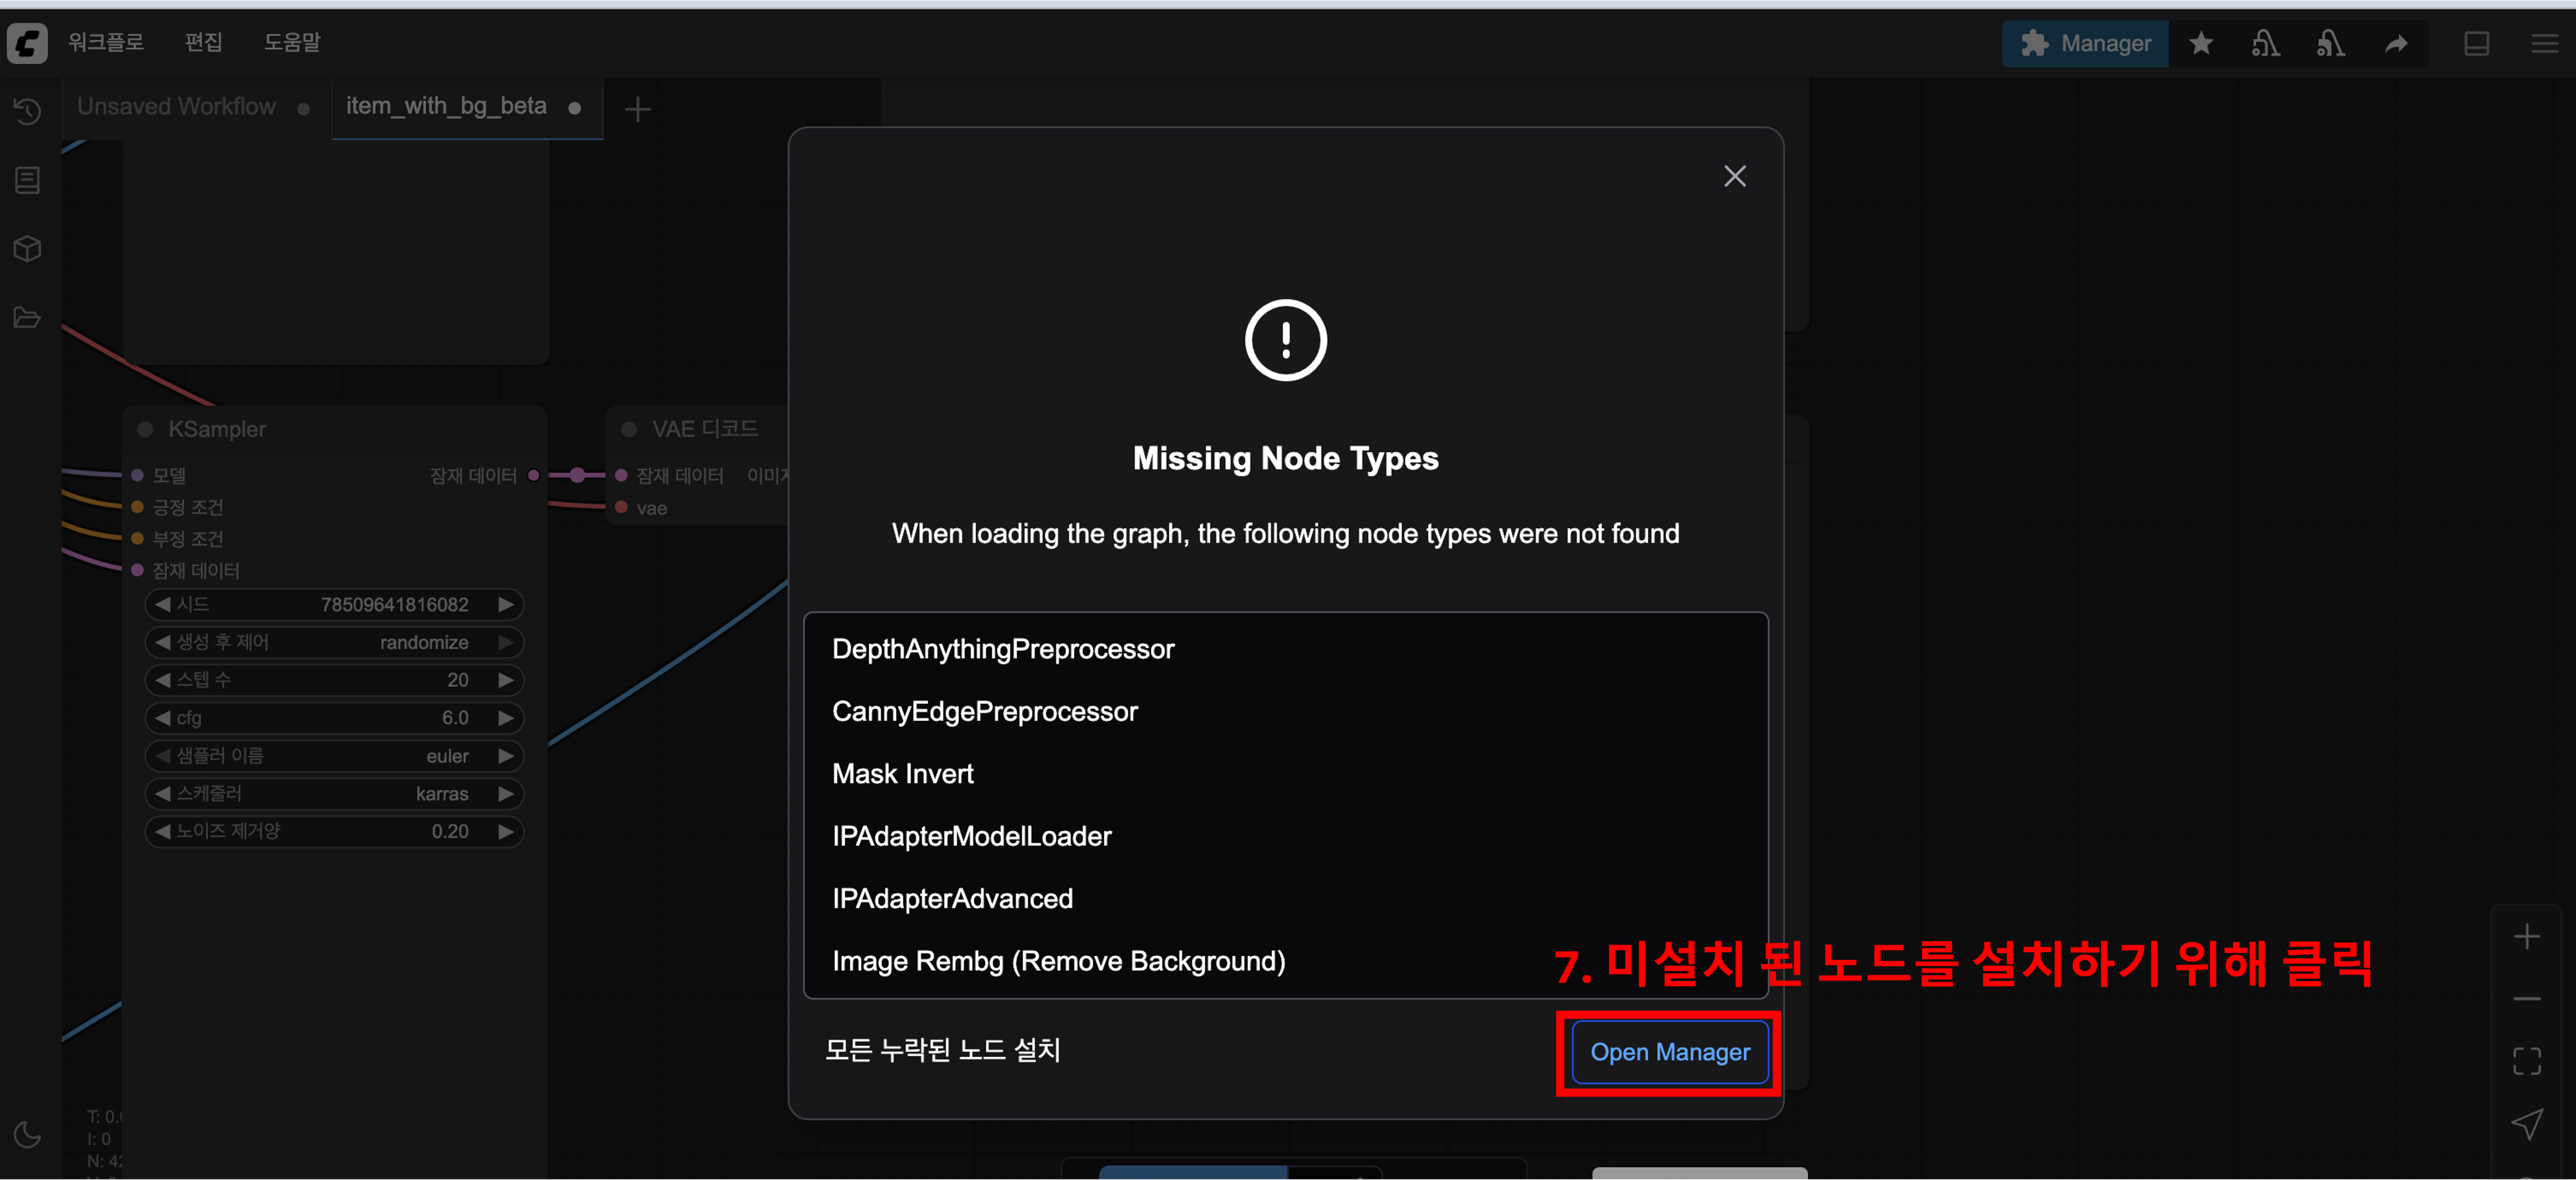 워크플로 편집 도움말
Manager
Unsaved Workflow
item_with_bg_beta
KSampler
모델 잠재 데이터
긍정 조건
부정 조건
잠재 데이터
시드 78509641816082
생성 후 제어 randomize
스텝 수 20
cfg 6.0
샘플러 이름 euler
스케줄러 karras
노이즈 제거양 0.20
VAE 디코드
잠재 데이터
vae
Missing Node Types
When loading the graph, the following node types were not found
DepthAnythingPreprocessor
CannyEdgePreprocessor
Mask Invert
IPAdapterModelLoader
IPAdapterAdvanced
Image Rembg (Remove Background)
7. 미설치 된 노드를 설치하기 위해 클릭
모든 누락된 노드 설치
Open Manager
I: 0